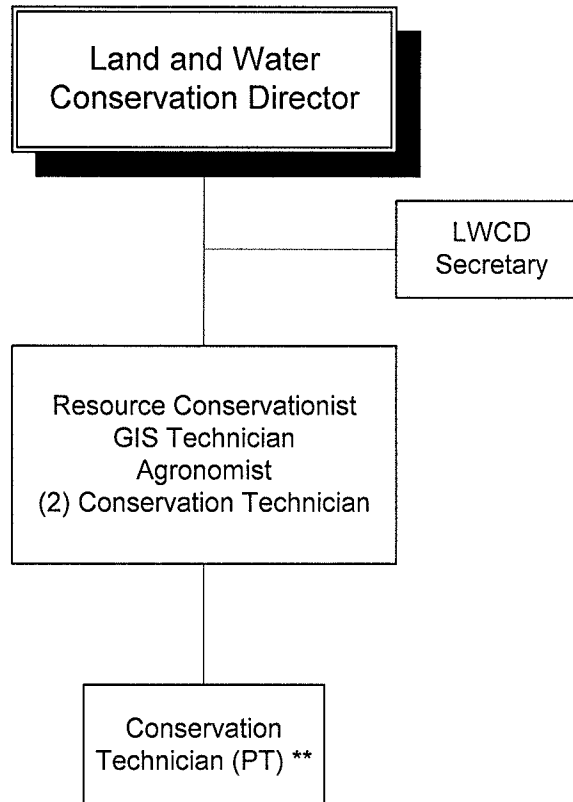 Land and Water
Conservation Director
LWCD
Secretary
Resource Conservationist
GIS Technician
Agronomist
(2) Conservation Technician
Conservation
Technician (PT) **